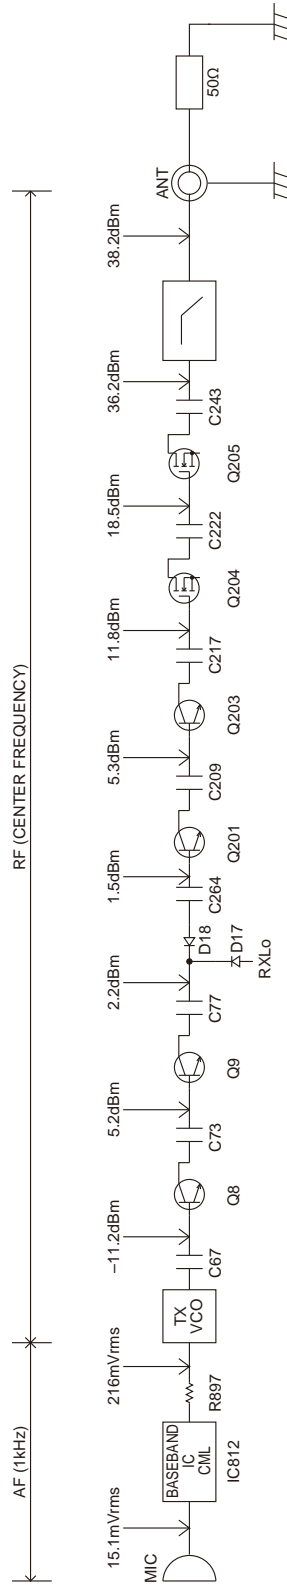 AF (1kHz)
RF (CENTER FREQUENCY)
15.1mVrms
216mVrms
–11.2dBm
5.2dBm
2.2dBm
1.5dBm
5.3dBm
11.8dBm
18.5dBm
36.2dBm
38.2dBm
MIC
BASEBAND
IC
CML
IC812
R897
TX
VCO
C67
Q8
C73
Q9
C77
D18
D17
RXLo
C264
Q201
C209
Q203
C217
Q204
C222
Q205
C243
ANT
50Ω